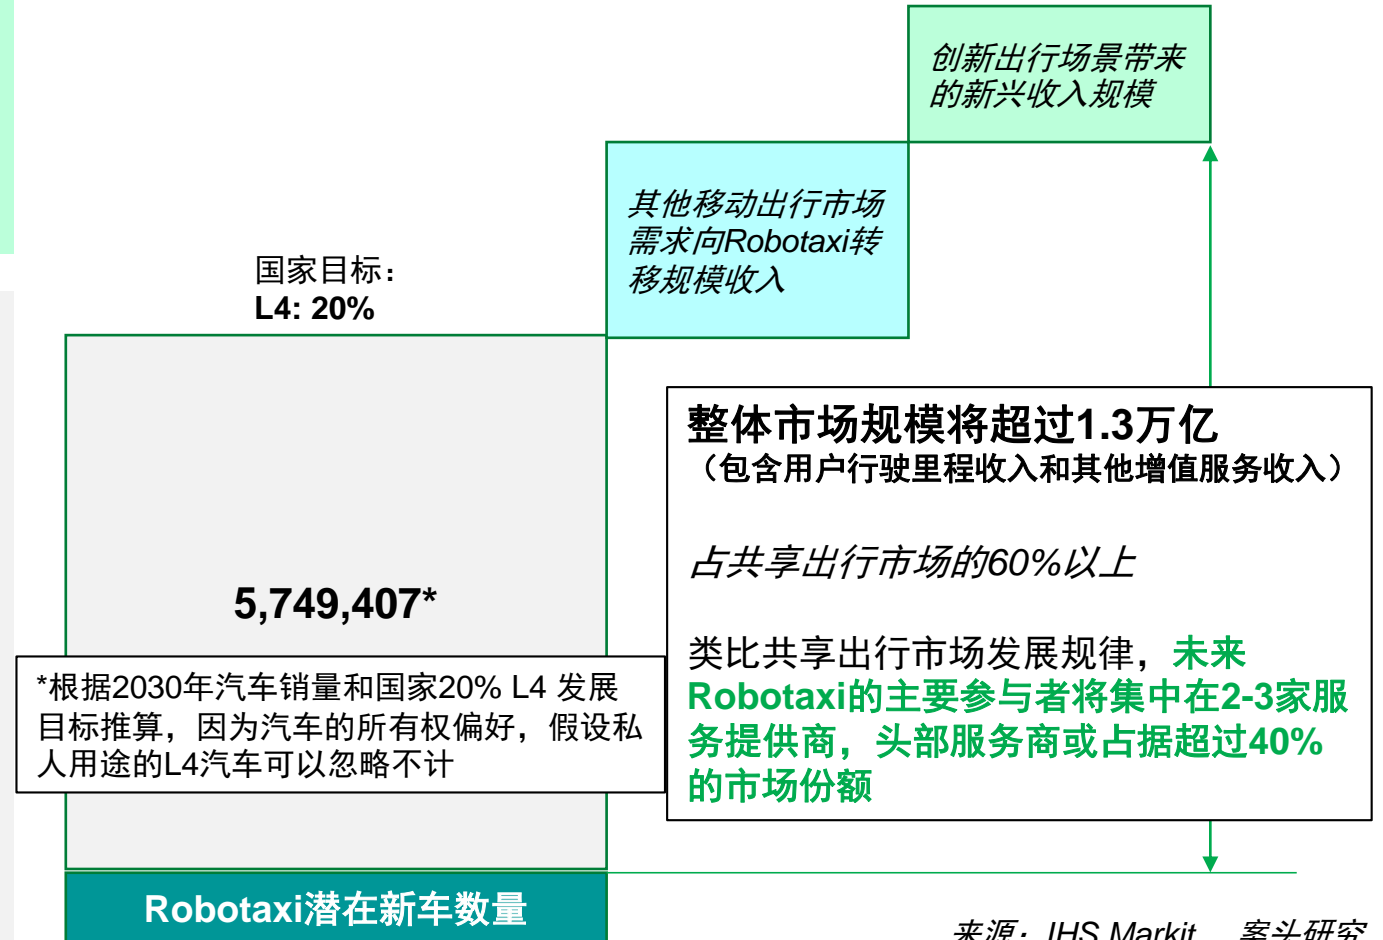 创新出行场景带来
的新兴收入规模
其他移动出行市场
需求向Robotaxi转
移规模收入
国家目标：
L4: 20%
整体市场规模将超过1.3万亿
（包含用户行驶里程收入和其他增值服务收入）
占共享出行市场的60%以上
类比共享出行市场发展规律，未来
Robotaxi的主要参与者将集中在2-3家服
务提供商，头部服务商或占据超过40%
的市场份额
5,749,407*
*根据2030年汽车销量和国家20% L4 发展
目标推算，因为汽车的所有权偏好，假设私
人用途的L4汽车可以忽略不计
Robotaxi潜在新车数量
来源：IHS Markit 、案头研究